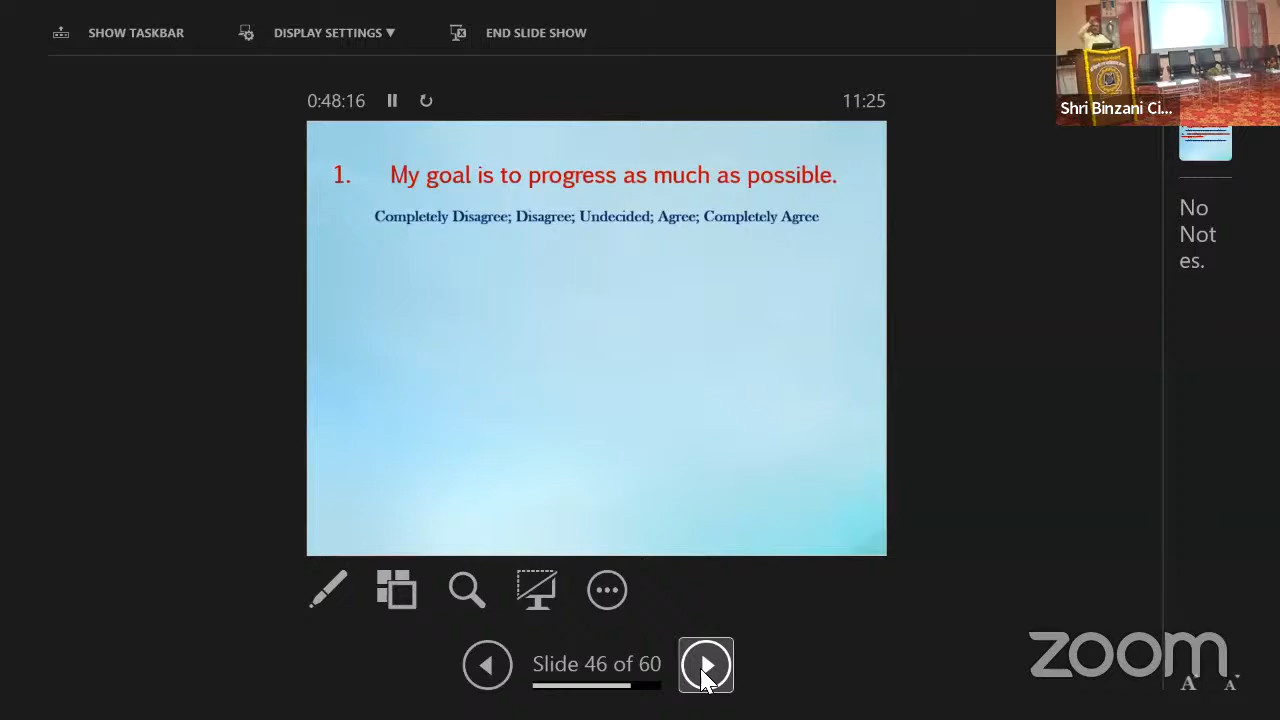 SHOW TASKBAR
DISPLAY SETTINGS ▼
END SLIDE SHOW
Shri Binzani Ci...
0:48:16
11:25
1. My goal is to progress as much as possible.
Completely Disagree; Disagree; Undecided; Agree; Completely Agree
No
Not
es.
Slide 46 of 60
zoom
A A